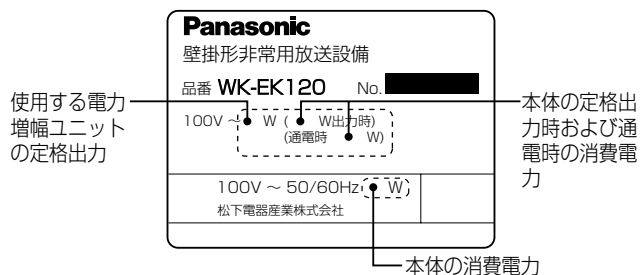 Panasonic
壁掛形非常用放送設備
品番 WK-EK120 No.
100V ～ W ( W出力時)
(通電時 W)
100V ～ 50/60Hz W
松下電器産業株式会社
使用する電力
増幅ユニット
の定格出力
本体の定格出
力時および通
電時の消費電
力
本体の消費電力